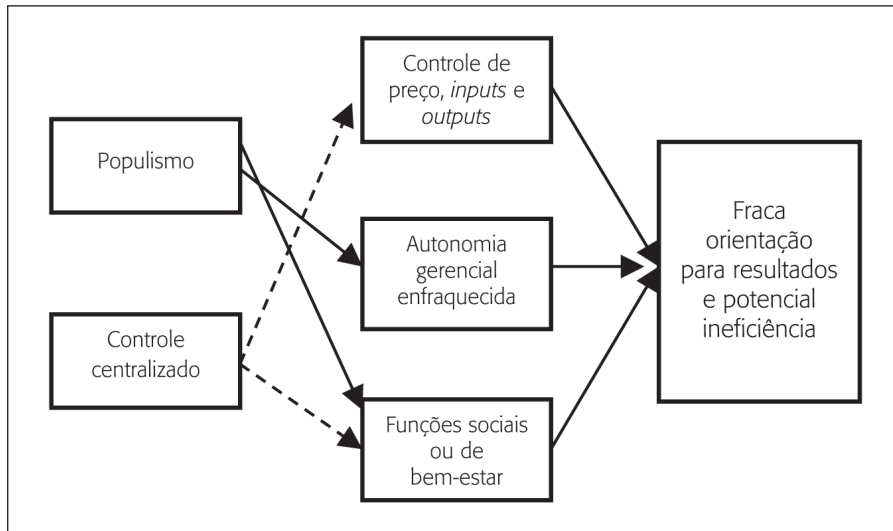 Populismo
Controle
centralizado
Controle de
preço, inputs e
outputs
Autonomia
gerencial
enfraquecida
Funções sociais
ou de
bem-estar
Fraca
orientação
para resultados
e potencial
ineficiência